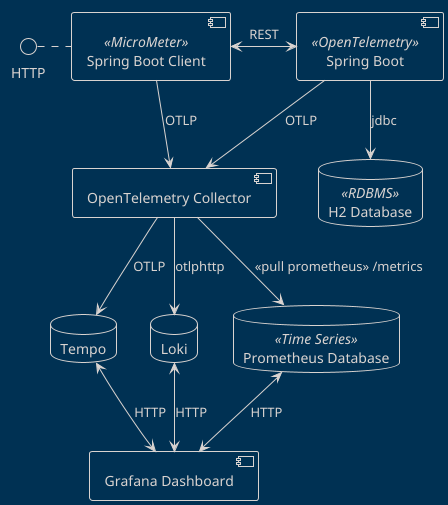 REST
«MicroMeter»
Spring Boot Client
«OpenTelemetry»
Spring Boot
HTTP
OTLP
OTLP
jdbc
OpenTelemetry Collector
«RDBMS»
H2 Database
OTLP
otlphttp
«pull prometheus» /metrics
Tempo
Loki
«Time Series»
Prometheus Database
HTTP
HTTP
HTTP
Grafana Dashboard